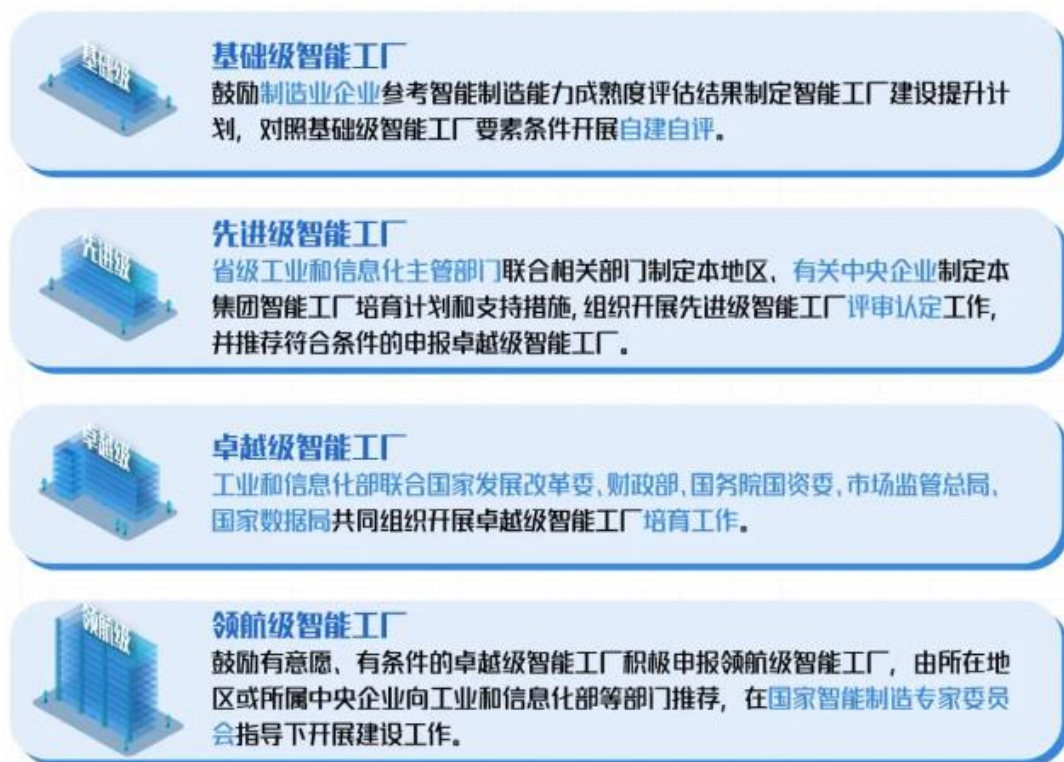 基础级
基础级智能工厂
鼓励制造业企业参考智能制造能力成熟度评估结果制定智能工厂建设提升计
划，对照基础级智能工厂要素条件开展自建自评。
先进级
先进级智能工厂
省级工业和信息化主管部门联合相关部门制定本地区、有关中央企业制定本
集团智能工厂培育计划和支持措施,组织开展先进级智能工厂评审认定工作,
并推荐符合条件的申报卓越级智能工厂。
卓越级
卓越级智能工厂
工业和信息化部联合国家发展改革委、财政部、国务院国资委、市场监管总局、
国家数据局共同组织开展卓越级智能工厂培育工作。
领航级
领航级智能工厂
鼓励有意愿、有条件的卓越级智能工厂积极申报领航级智能工厂，由所在地
区或所属中央企业向工业和信息化部等部门推荐，在国家智能制造专家委员
会指导下开展建设工作。